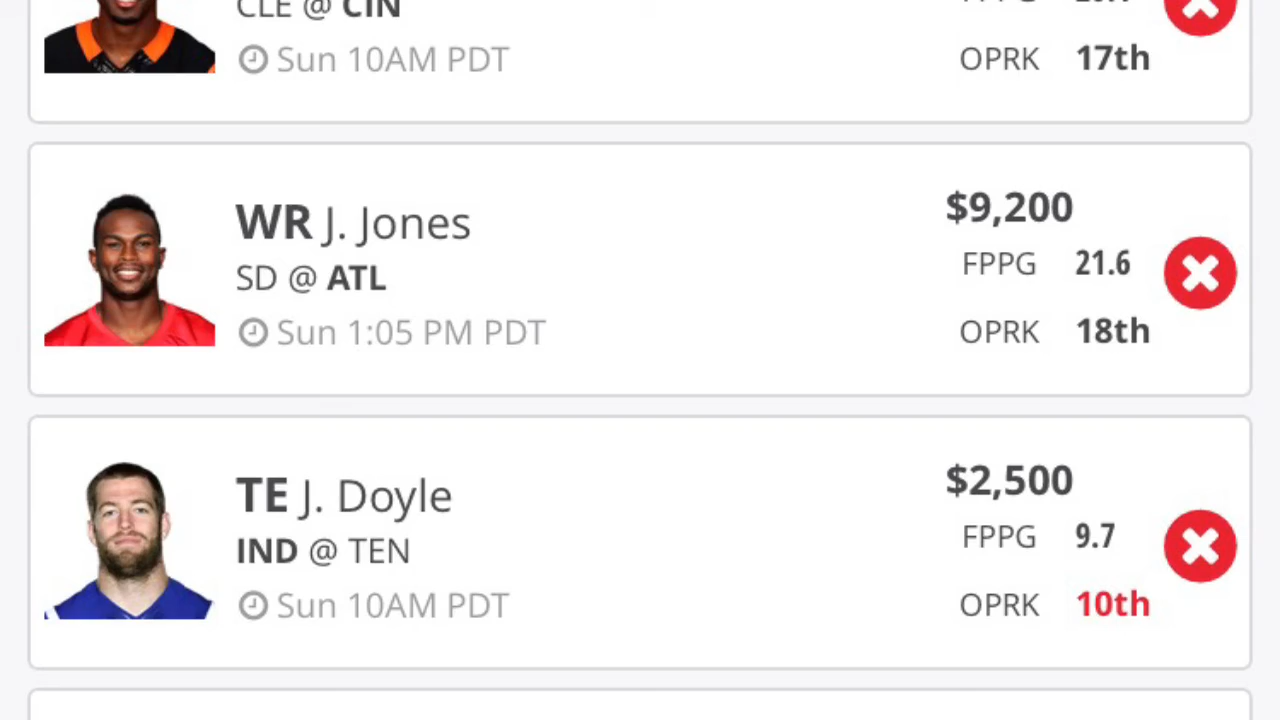 CLE @ CIN
Sun 10AM PDT
OPRK 17th
WR J. Jones
SD @ ATL
Sun 1:05 PM PDT
$9,200
FPPG 21.6
OPRK 18th
TE J. Doyle
IND @ TEN
Sun 10AM PDT
$2,500
FPPG 9.7
OPRK 10th